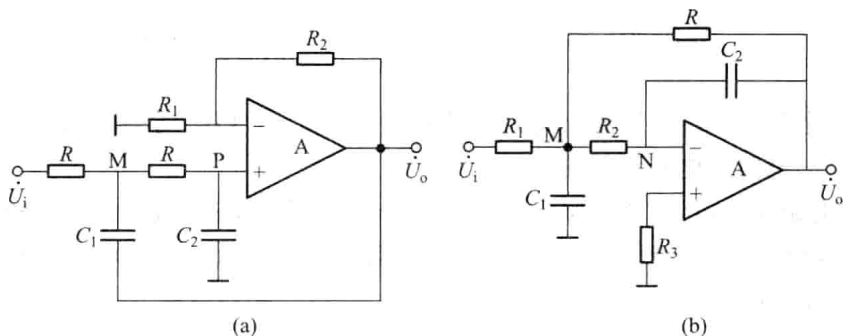 R₂
R₁
−
A
R
M
R
P
+
U̇ᵢ
U̇ₒ
C₁
C₂
(a)
R
C₂
R₁
M
R₂
N
−
A
+
U̇ᵢ
U̇ₒ
C₁
R₃
(b)